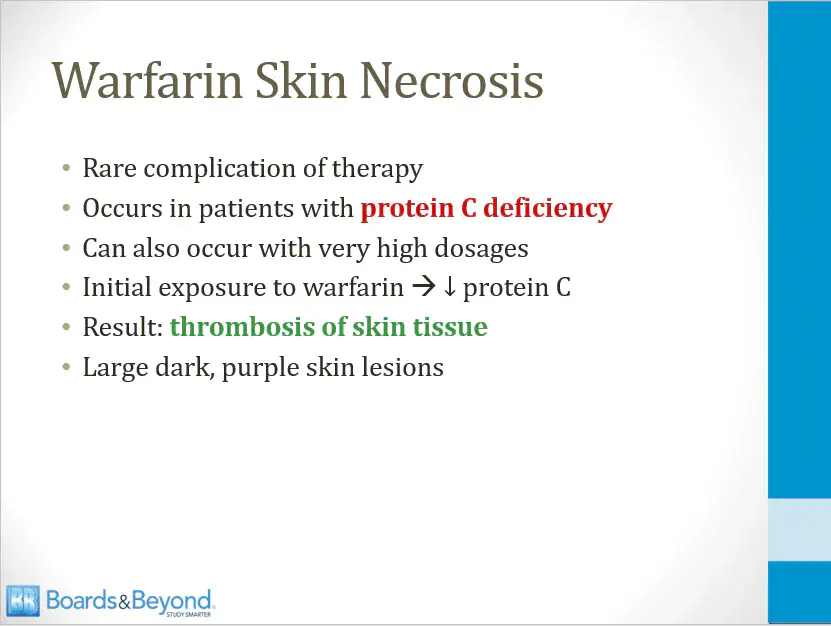 Warfarin Skin Necrosis
• Rare complication of therapy
• Occurs in patients with protein C deficiency
• Can also occur with very high dosages
• Initial exposure to warfarin → ↓ protein C
• Result: thrombosis of skin tissue
• Large dark, purple skin lesions
BB Boards&Beyond.
STUDY SMARTER